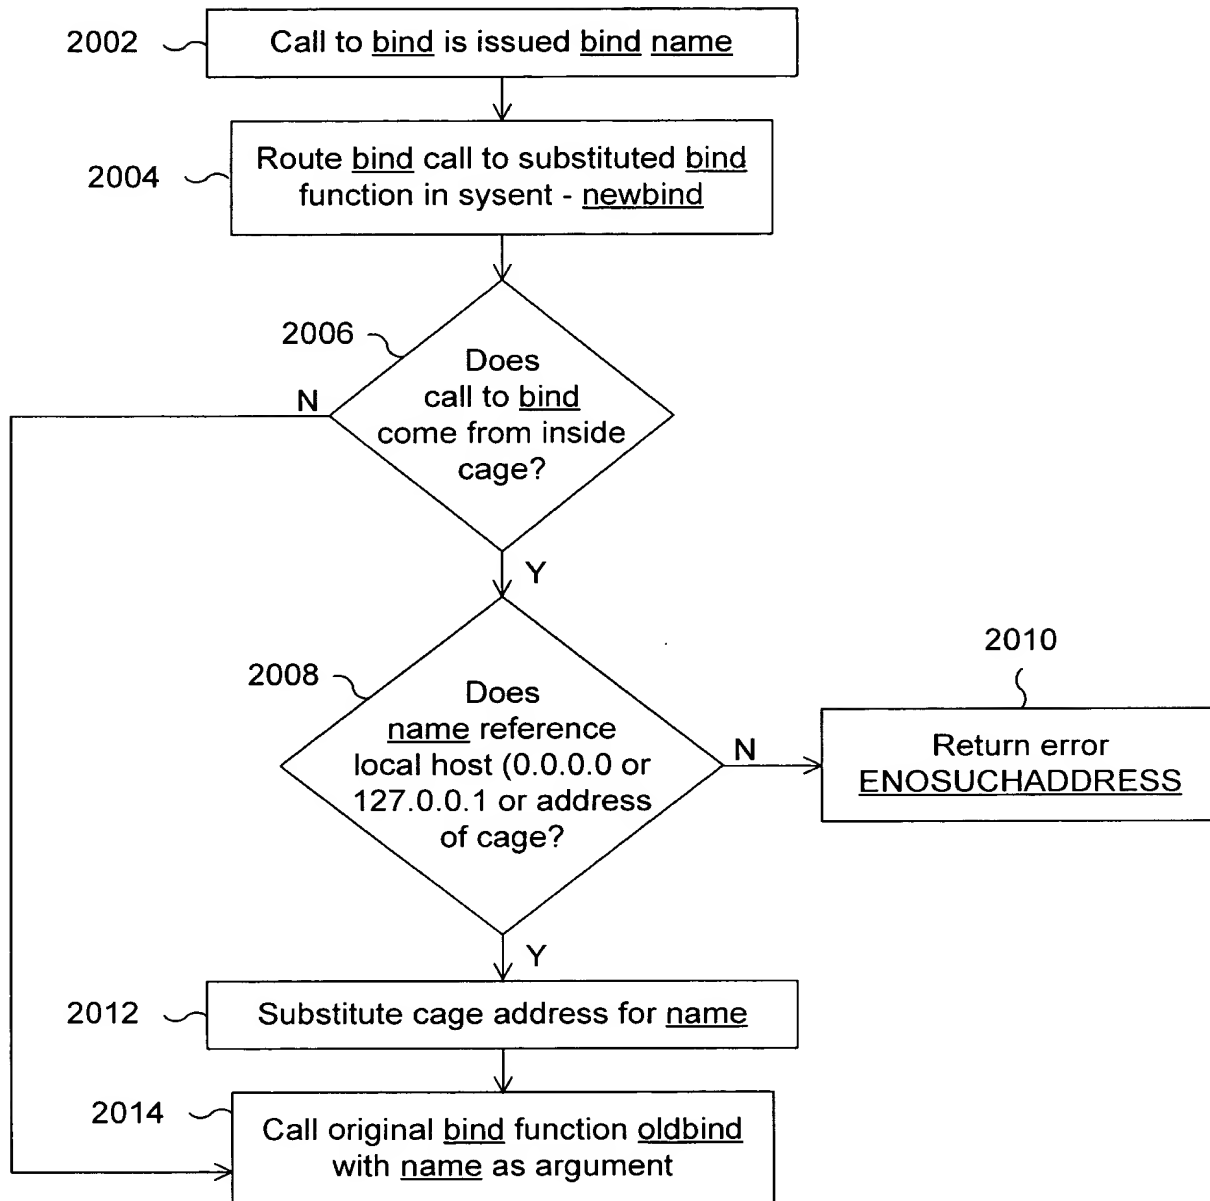 2002
Call to bind is issued bind name
2004
Route bind call to substituted bind
function in sysent - newbind
2006
Does
call to bind
come from inside
cage?
N
Y
2008
Does
name reference
local host (0.0.0.0 or
127.0.0.1 or address
of cage?
N
2010
Return error
ENOSUCHADDRESS
Y
2012
Substitute cage address for name
2014
Call original bind function oldbind
with name as argument